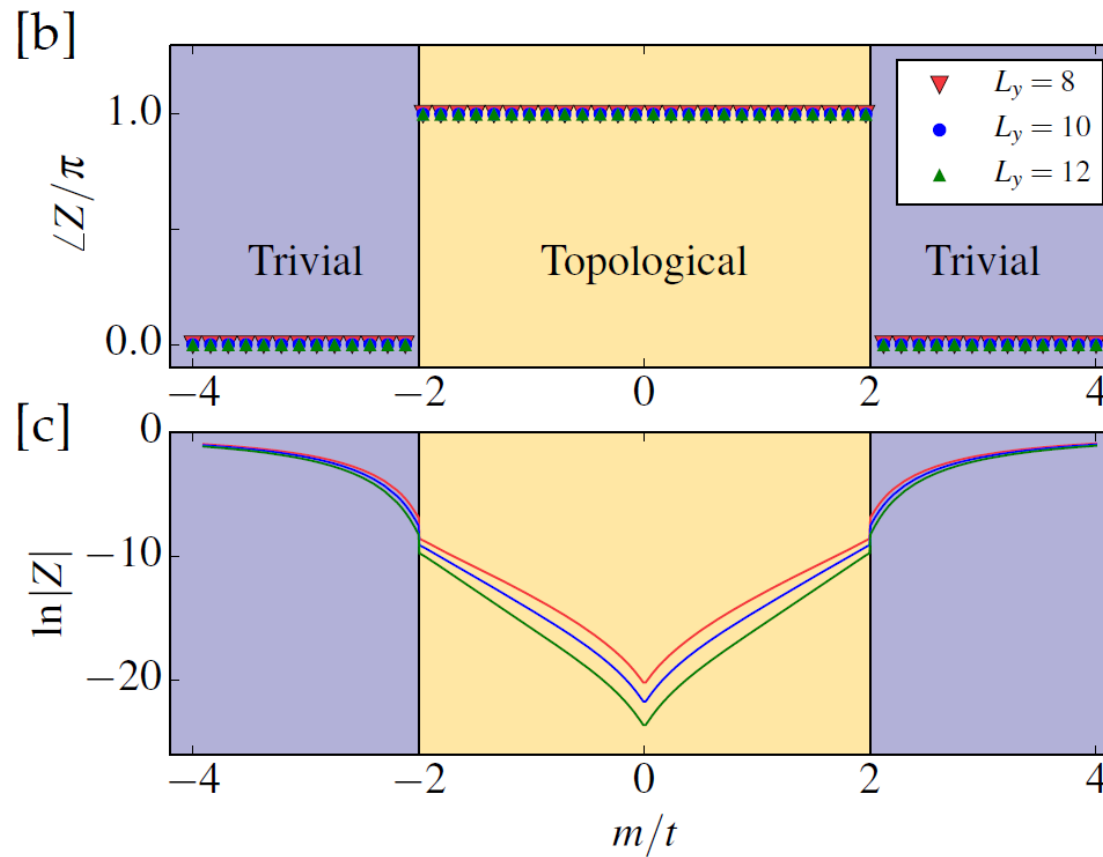 [b]
1.0
0.0
∠Z/π
Trivial
Topological
Trivial
L_y = 8
L_y = 10
L_y = 12
−4
−2
0
2
4
[c]
0
−10
−20
ln|Z|
−4
−2
0
2
4
m/t